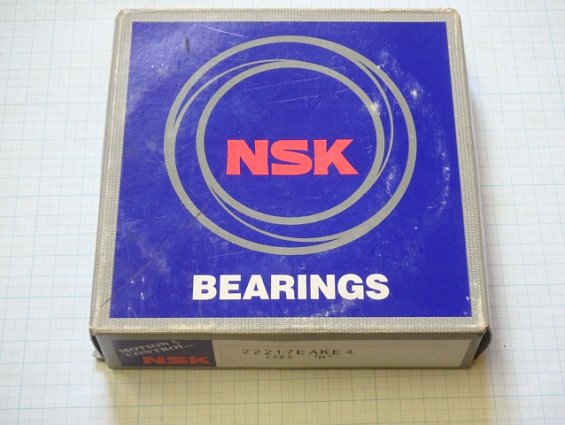 NSK
BEARINGS
MOTION &
CONTROL
NSK
22217EAKE4
"H"